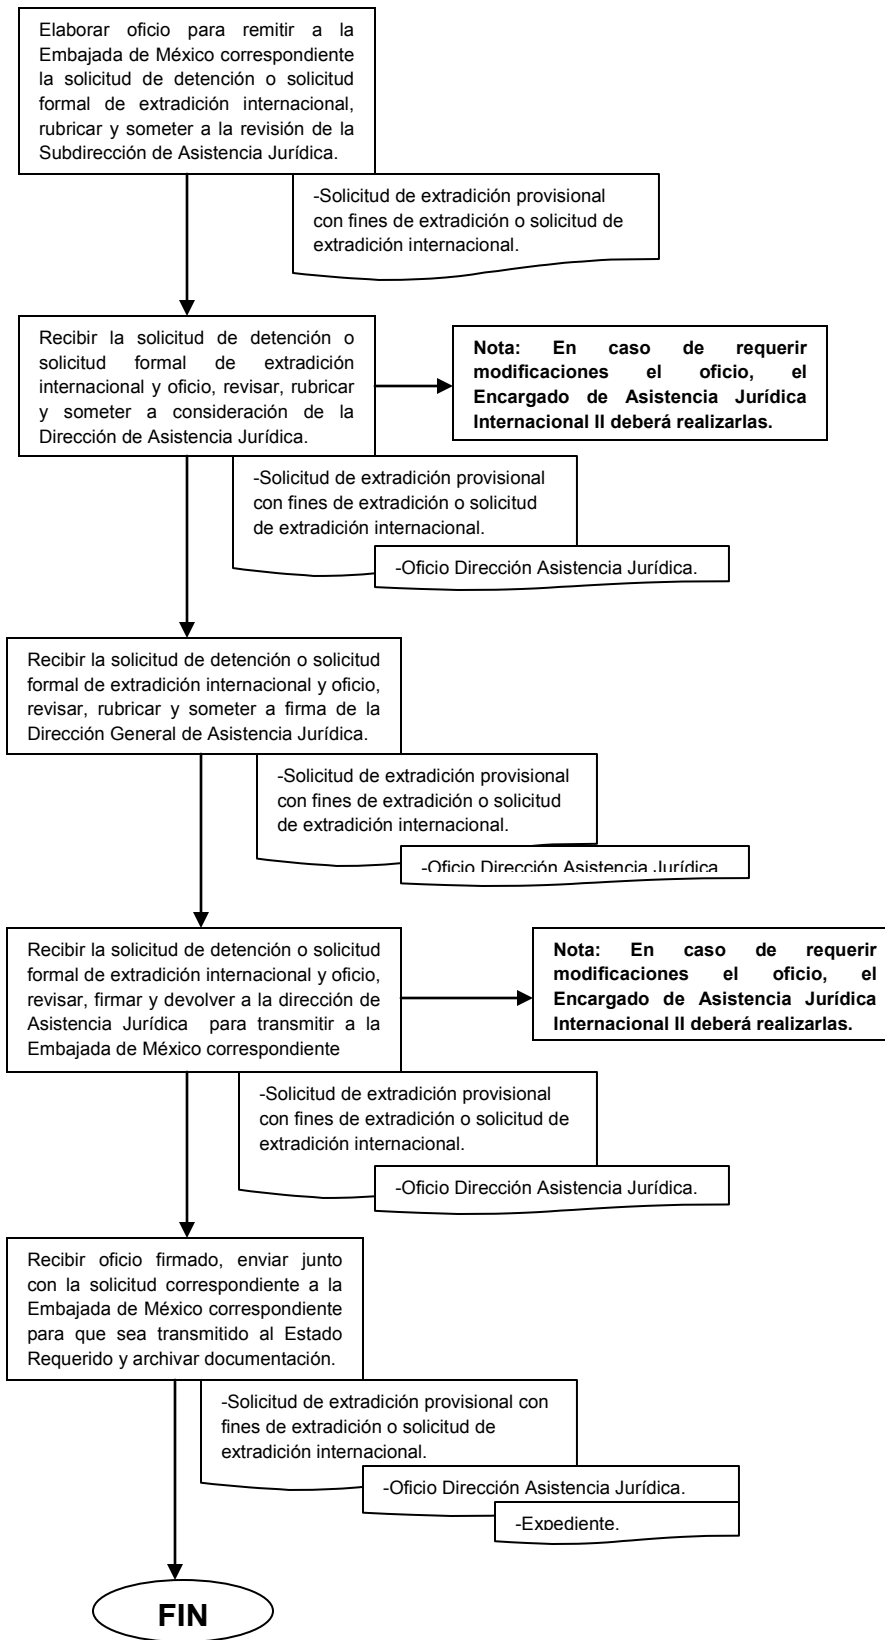 Elaborar oficio para remitir a la
Embajada de México correspondiente
la solicitud de detención o solicitud
formal de extradición internacional,
rubricar y someter a la revisión de la
Subdirección de Asistencia Jurídica.
-Solicitud de extradición provisional
con fines de extradición o solicitud de
extradición internacional.
Recibir la solicitud de detención o
solicitud formal de extradición
internacional y oficio, revisar, rubricar
y someter a consideración de la
Dirección de Asistencia Jurídica.
Nota: En caso de requerir
modificaciones el oficio, el
Encargado de Asistencia Jurídica
Internacional II deberá realizarlas.
-Solicitud de extradición provisional
con fines de extradición o solicitud
de extradición internacional.
-Oficio Dirección Asistencia Jurídica.
Recibir la solicitud de detención o solicitud
formal de extradición internacional y oficio,
revisar, rubricar y someter a firma de la
Dirección General de Asistencia Jurídica.
-Solicitud de extradición provisional
con fines de extradición o solicitud
de extradición internacional.
-Oficio Dirección Asistencia Jurídica
Recibir la solicitud de detención o solicitud
formal de extradición internacional y oficio,
revisar, firmar y devolver a la dirección de
Asistencia Jurídica para transmitir a la
Embajada de México correspondiente
Nota: En caso de requerir
modificaciones el oficio, el
Encargado de Asistencia Jurídica
Internacional II deberá realizarlas.
-Solicitud de extradición provisional
con fines de extradición o solicitud de
extradición internacional.
-Oficio Dirección Asistencia Jurídica.
Recibir oficio firmado, enviar junto
con la solicitud correspondiente a la
Embajada de México correspondiente
para que sea transmitido al Estado
Requerido y archivar documentación.
-Solicitud de extradición provisional con
fines de extradición o solicitud de
extradición internacional.
-Oficio Dirección Asistencia Jurídica.
-Expediente.
FIN